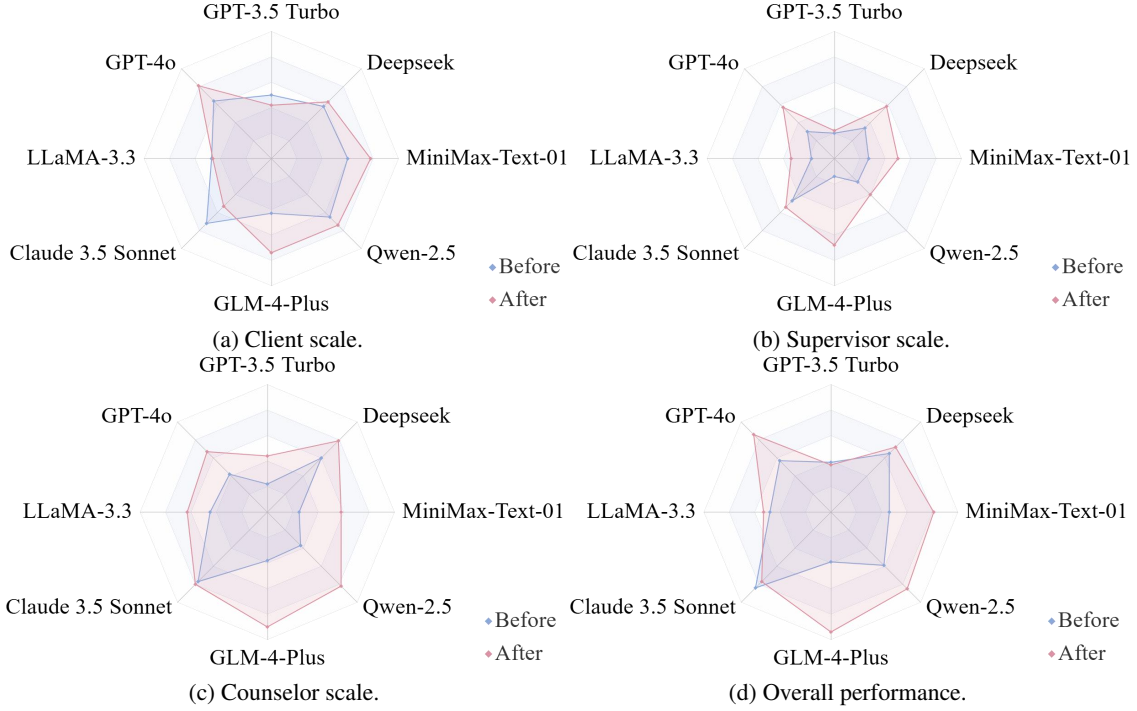 GPT-3.5 Turbo
GPT-4o
Deepseek
LLaMA-3.3
MiniMax-Text-01
Claude 3.5 Sonnet
Qwen-2.5
GLM-4-Plus
Before
After
(a) Client scale.
GPT-3.5 Turbo
GPT-4o
Deepseek
LLaMA-3.3
MiniMax-Text-01
Claude 3.5 Sonnet
Qwen-2.5
GLM-4-Plus
Before
After
(b) Supervisor scale.
GPT-3.5 Turbo
GPT-4o
Deepseek
LLaMA-3.3
MiniMax-Text-01
Claude 3.5 Sonnet
Qwen-2.5
GLM-4-Plus
Before
After
(c) Counselor scale.
GPT-3.5 Turbo
GPT-4o
Deepseek
LLaMA-3.3
MiniMax-Text-01
Claude 3.5 Sonnet
Qwen-2.5
GLM-4-Plus
Before
After
(d) Overall performance.